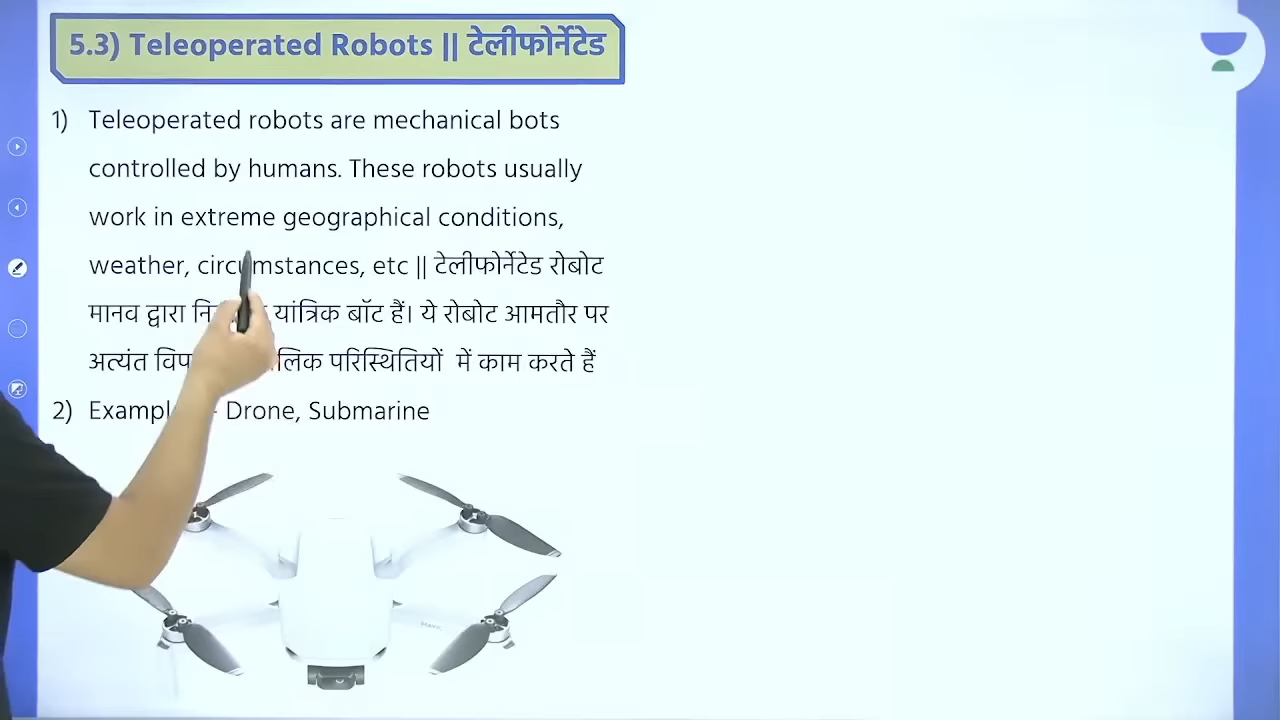 5.3) Teleoperated Robots || टेलीफोर्नेटेड
1) Teleoperated robots are mechanical bots
controlled by humans. These robots usually
work in extreme geographical conditions,
weather, circumstances, etc || टेलीफोर्नेटेड रोबोट
मानव द्वारा यांत्रिक बॉट हैं। ये रोबोट आमतौर पर
अत्यंत परिस्थितियों में काम करते हैं
2) Drone, Submarine